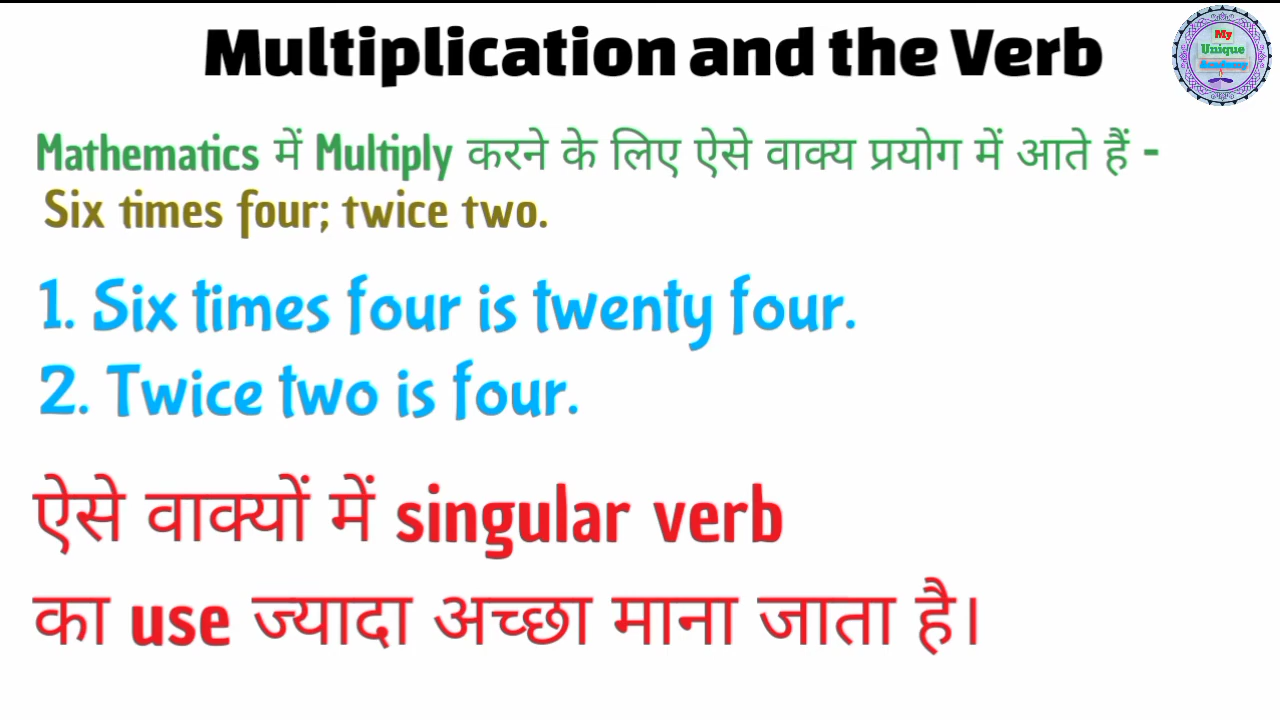 Multiplication and the Verb
My
Unique
Academy
Mathematics में Multiply करने के लिए ऐसे वाक्य प्रयोग में आते हैं -
Six times four; twice two.
1. Six times four is twenty four.
2. Twice two is four.
ऐसे वाक्यों में singular verb
का use ज्यादा अच्छा माना जाता है।